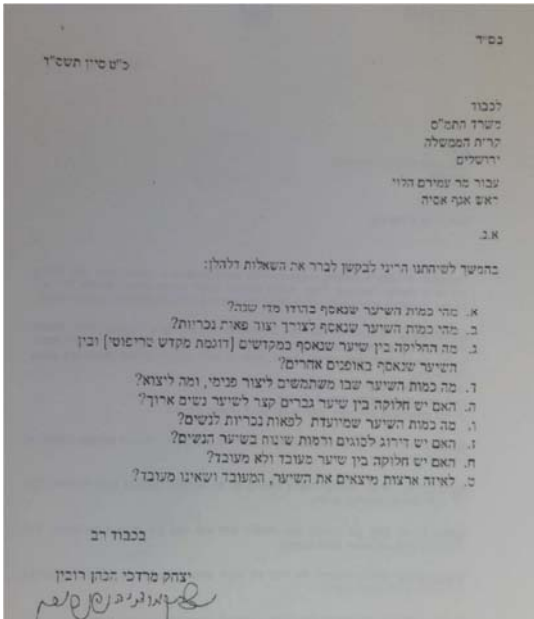 בס"ד
כ"ט סיון תשס"ד
לכבוד
משרד התמ"ס
קרית הממשלה
ירושלים
עבור מר עמירם הלוי
ראש אגף אסיה
א.נ.
בהמשך לשיחתנו הריני לבקשך לברר את השאלות דלהלן:
א. מהי כמות השיער שנאסף בהודו מדי שנה?
ב. מהי כמות השיער שנאסף לצורך יצור פאות נכריות?
ג. מה החלוקה בין שיער שנאסף במקדשים [דוגמת מקדש טריפוטי] ובין
השיער שנאסף באופנים אחרים?
ד. מה כמות השיער שבו משתמשים ליצור פנימי, ומה ליצוא?
ה. האם יש חלוקה בין שיער גברים קצר לשיער נשים ארוך?
ו. מה כמות השיער שמיועדת לפאות נכריות לנשים?
ז. האם יש דירוג לסוגים ורמות שונות בשיער הנשים?
ח. האם יש חלוקה בין שיער מעובד ולא מעובד?
ט. לאיזה ארצות מיצאים את השיער, המעובד ושאינו מעובד?
בכבוד רב
יצחק מרדכי הכהן רובין